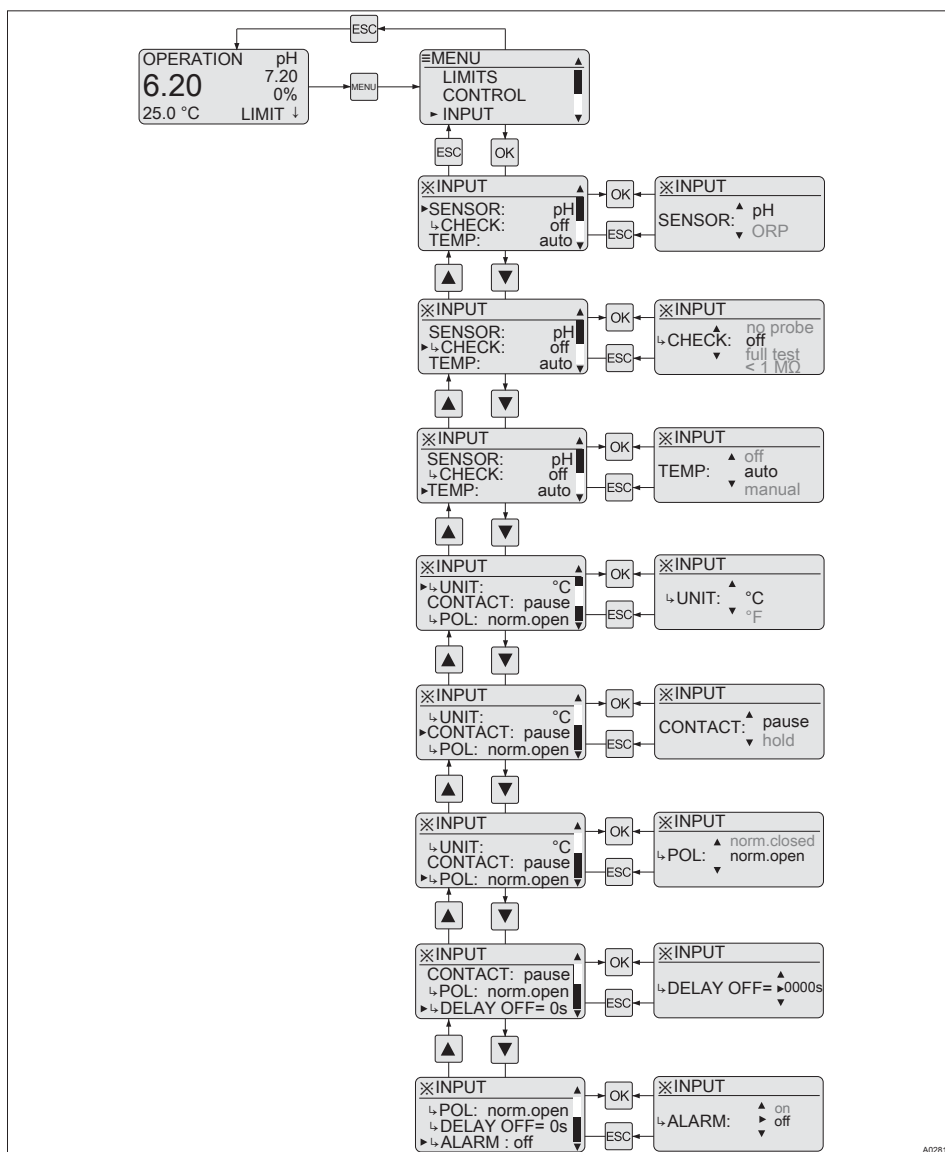 ESC
OPERATION pH
6.20 7.20
0%
25.0 °C LIMIT ↓
MENU
≡MENU ▲
LIMITS
CONTROL
► INPUT ▼
ESC OK
※INPUT ▲
►SENSOR: pH
↳CHECK: off
TEMP: auto ▼
OK
ESC
※INPUT
SENSOR: ▲ pH
▼ ORP
▲ ▼
※INPUT ▲
SENSOR: pH
►↳CHECK: off
TEMP: auto ▼
OK
ESC
※INPUT
▲ no probe
↳CHECK: off
▼ full test
< 1 MΩ
▲ ▼
※INPUT ▲
SENSOR: pH
↳CHECK: off
►TEMP: auto ▼
OK
ESC
※INPUT
▲ off
TEMP: auto
▼ manual
▲ ▼
※INPUT ▲
►↳UNIT: °C
CONTACT: pause
↳POL: norm.open ▼
OK
ESC
※INPUT
▲
↳UNIT: °C
▼ °F
▲ ▼
※INPUT ▲
↳UNIT: °C
►CONTACT: pause
↳POL: norm.open ▼
OK
ESC
※INPUT
CONTACT: ▲ pause
▼ hold
▲ ▼
※INPUT ▲
↳UNIT: °C
CONTACT: pause
►↳POL: norm.open ▼
OK
ESC
※INPUT
▲ norm.closed
↳POL: norm.open
▼
▲ ▼
※INPUT ▲
CONTACT: pause
↳POL: norm.open
►↳DELAY OFF= 0s ▼
OK
ESC
※INPUT
▲
↳DELAY OFF= ►0000s
▼
▲ ▼
※INPUT ▲
↳POL: norm.open
↳DELAY OFF= 0s
►↳ALARM : off ▼
OK
ESC
※INPUT
▲ on
↳ALARM: ► off
▼
A0281